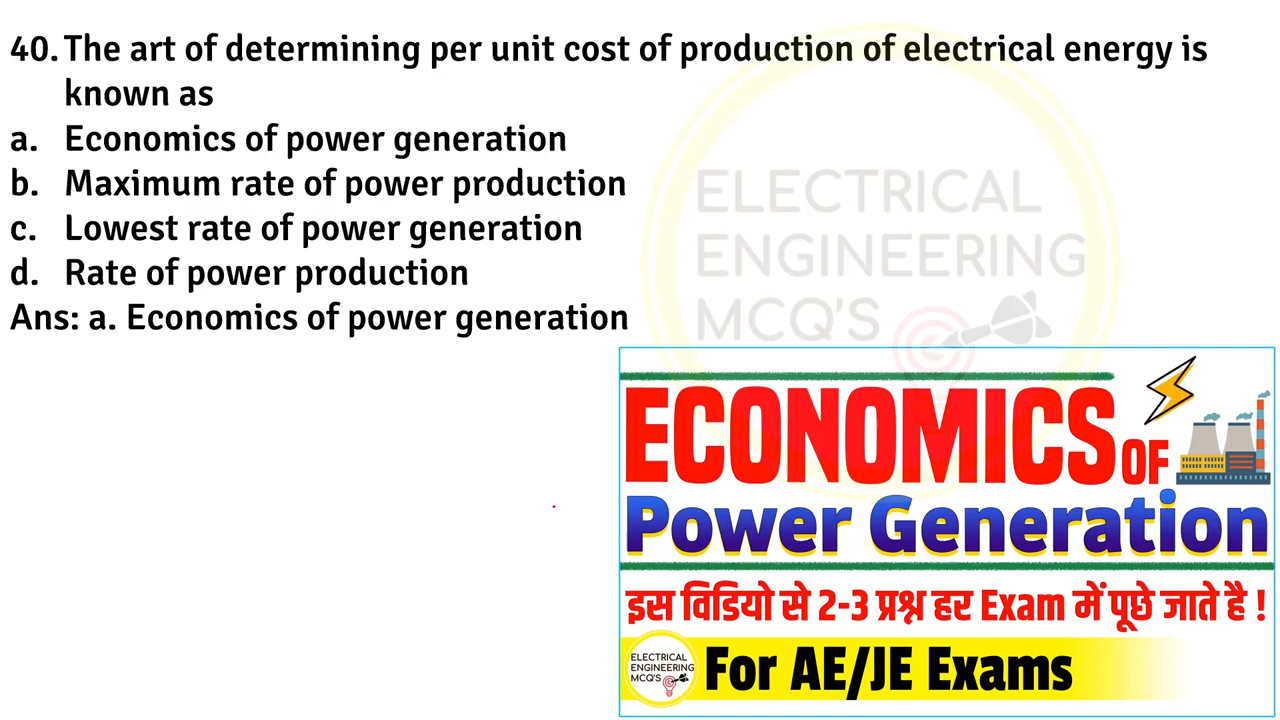 40. The art of determining per unit cost of production of electrical energy is
known as
a. Economics of power generation
b. Maximum rate of power production
c. Lowest rate of power generation
d. Rate of power production
Ans: a. Economics of power generation
ELECTRICAL
ENGINEERING
MCQ'S
ECONOMICS OF
Power Generation
इस विडियो से 2-3 प्रश्न हर Exam में पूछे जाते है !
ELECTRICAL
ENGINEERING
MCQ'S
For AE/JE Exams